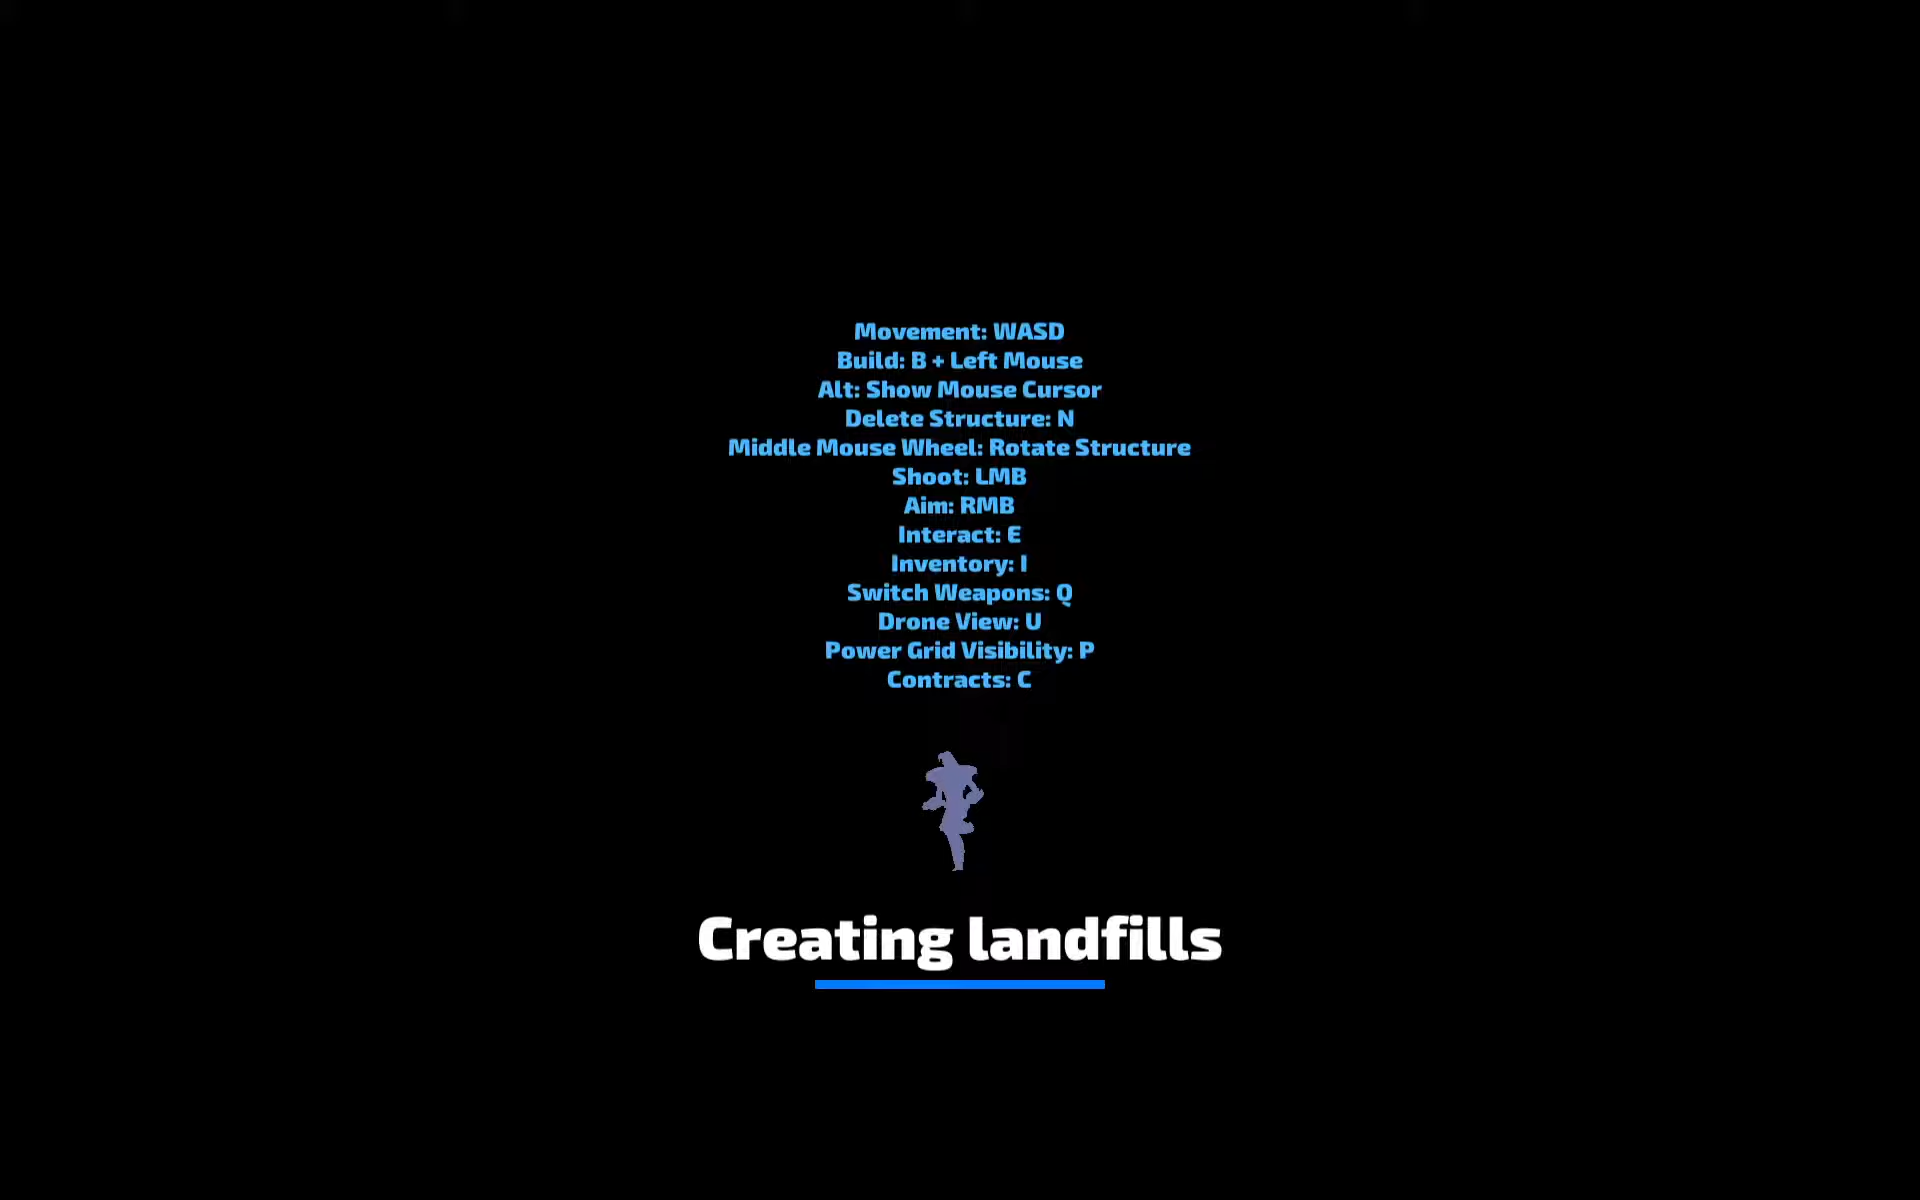 Movement: WASD
Build: B + Left Mouse
Alt: Show Mouse Cursor
Delete Structure: N
Middle Mouse Wheel: Rotate Structure
Shoot: LMB
Aim: RMB
Interact: E
Inventory: I
Switch Weapons: Q
Drone View: U
Power Grid Visibility: P
Contracts: C
Creating landfills